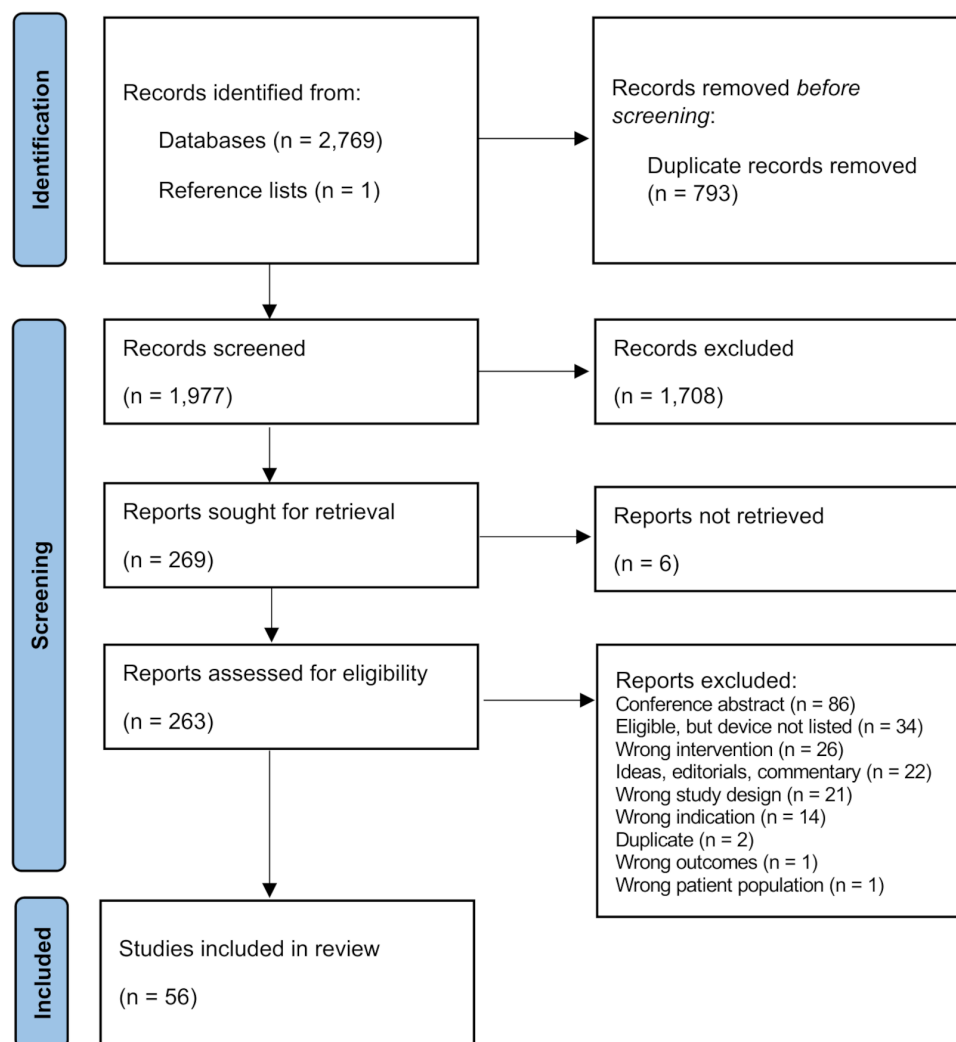 Identification
Records identified from:
Databases (n = 2,769)
Reference lists (n = 1)
Records removed before
screening:
Duplicate records removed
(n = 793)
Screening
Records screened
(n = 1,977)
Records excluded
(n = 1,708)
Reports sought for retrieval
(n = 269)
Reports not retrieved
(n = 6)
Reports assessed for eligibility
(n = 263)
Reports excluded:
Conference abstract (n = 86)
Eligible, but device not listed (n = 34)
Wrong intervention (n = 26)
Ideas, editorials, commentary (n = 22)
Wrong study design (n = 21)
Wrong indication (n = 14)
Duplicate (n = 2)
Wrong outcomes (n = 1)
Wrong patient population (n = 1)
Included
Studies included in review
(n = 56)